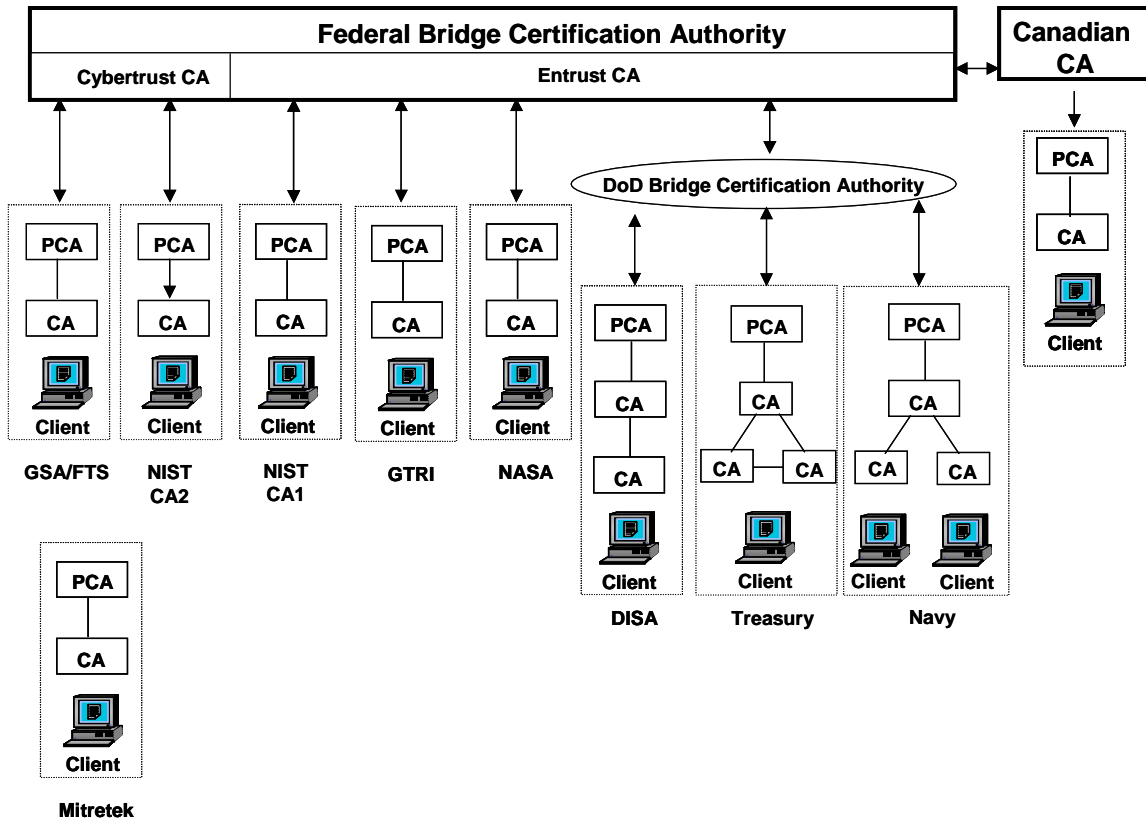 Federal Bridge Certification Authority
Cybertrust CA
Entrust CA
Canadian
CA
DoD Bridge Certification Authority
PCA
CA
Client
GSA/FTS
PCA
CA
Client
NIST
CA2
PCA
CA
Client
NIST
CA1
PCA
CA
Client
GTRI
PCA
CA
Client
NASA
PCA
CA
CA
Client
DISA
PCA
CA
CA
CA
Client
Treasury
PCA
CA
CA
CA
Client
Client
Navy
PCA
CA
Client
PCA
CA
Client
Mitretek